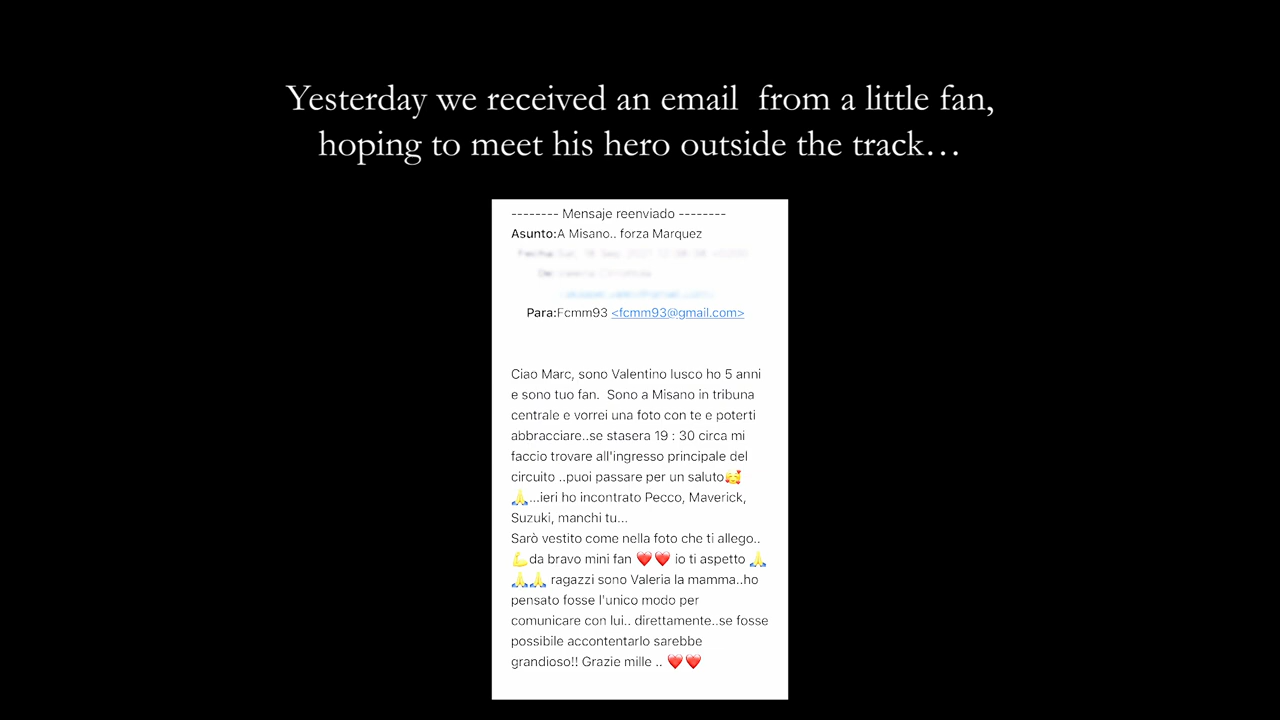 Yesterday we received an email  from a little fan,
hoping to meet his hero outside the track…
-------- Mensaje reenviado --------
Asunto:A Misano.. forza Marquez
Para:Fcmm93 <fcmm93@gmail.com>
Ciao Marc, sono Valentino lusco ho 5 anni
e sono tuo fan.  Sono a Misano in tribuna
centrale e vorrei una foto con te e poterti
abbracciare..se stasera 19 : 30 circa mi
faccio trovare all'ingresso principale del
circuito ..puoi passare per un saluto🥰
🙏...ieri ho incontrato Pecco, Maverick,
Suzuki, manchi tu...
Sarò vestito come nella foto che ti allego..
💪da bravo mini fan ❤️❤️ io ti aspetto 🙏
🙏🙏 ragazzi sono Valeria la mamma..ho
pensato fosse l'unico modo per
comunicare con lui.. direttamente..se fosse
possibile accontentarlo sarebbe
grandioso!! Grazie mille .. ❤️❤️